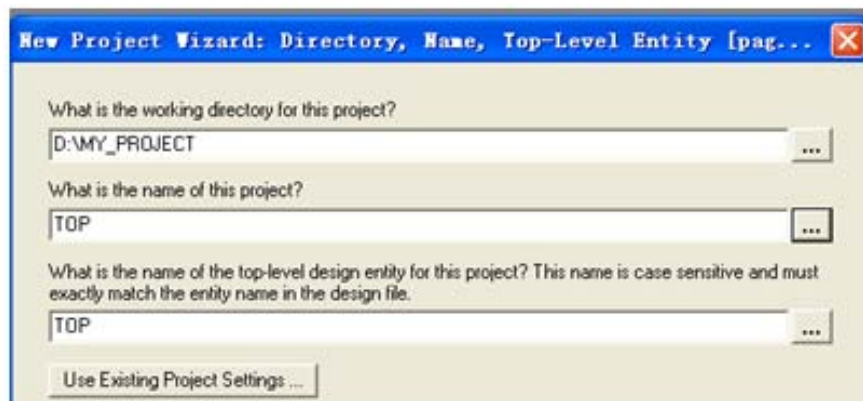 New Project Wizard: Directory, Name, Top-Level Entity [pag...
What is the working directory for this project?
D:\MY_PROJECT
...
What is the name of this project?
TOP
...
What is the name of the top-level design entity for this project? This name is case sensitive and must
exactly match the entity name in the design file.
TOP
...
Use Existing Project Settings ...